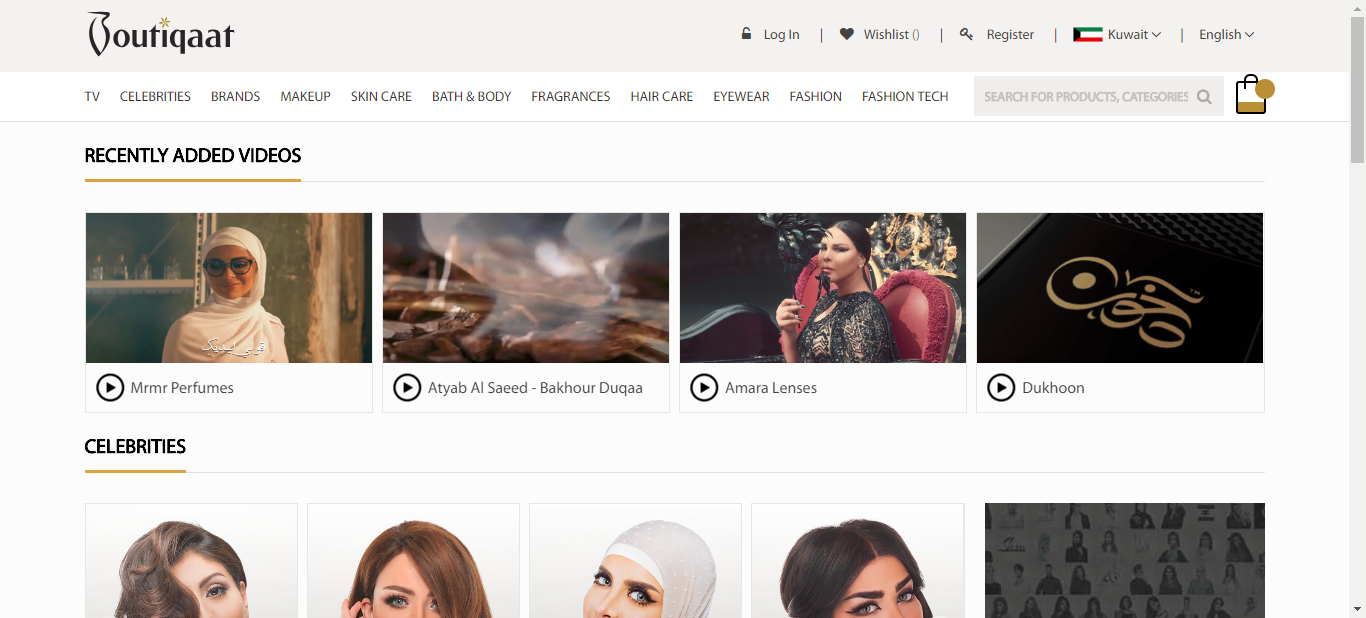 Boutiqaat
Log In | Wishlist () | Register | Kuwait | English
TV CELEBRITIES BRANDS MAKEUP SKIN CARE BATH & BODY FRAGRANCES HAIR CARE EYEWEAR FASHION FASHION TECH SEARCH FOR PRODUCTS, CATEGORIES
RECENTLY ADDED VIDEOS
دخون
Mrmr Perfumes Atyab Al Saeed - Bakhour Duqaa Amara Lenses Dukhoon
CELEBRITIES